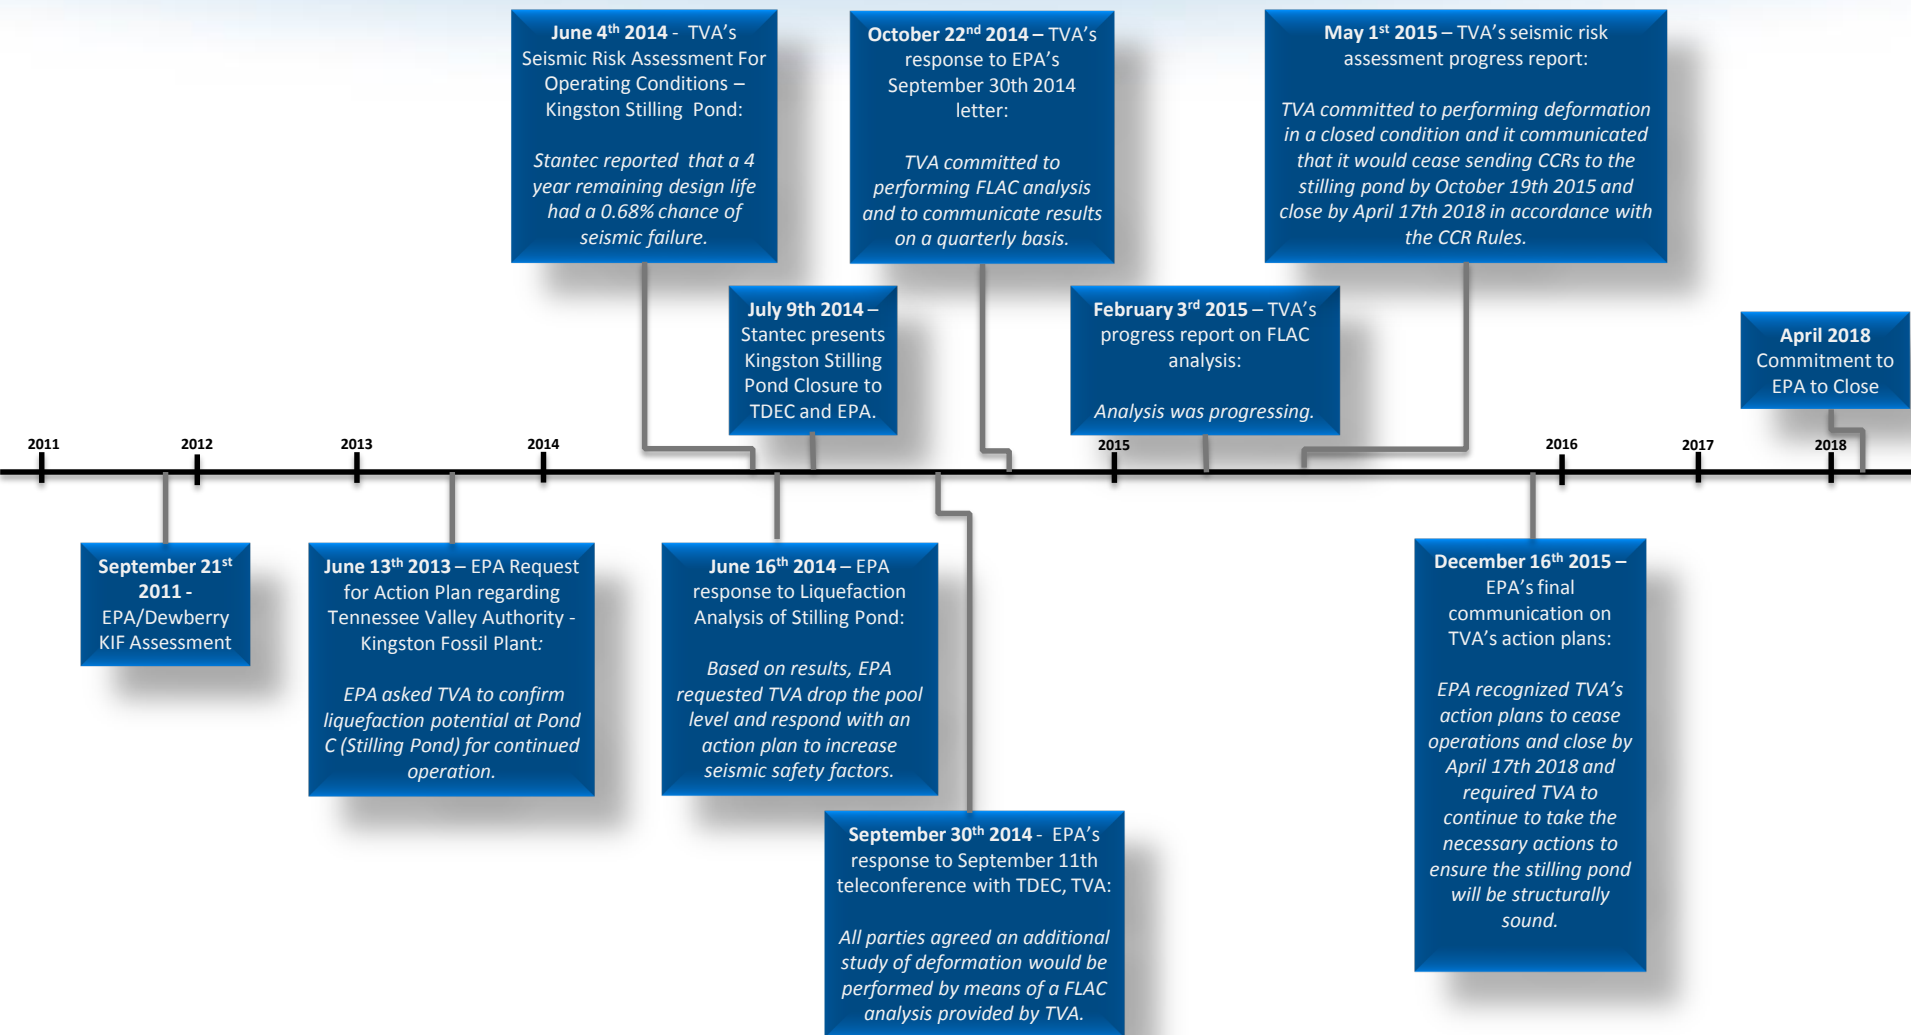 June 4th 2014 - TVA's
Seismic Risk Assessment For
Operating Conditions –
Kingston Stilling Pond:
Stantec reported that a 4
year remaining design life
had a 0.68% chance of
seismic failure.
October 22nd 2014 – TVA's
response to EPA's
September 30th 2014
letter:
TVA committed to
performing FLAC analysis
and to communicate results
on a quarterly basis.
May 1st 2015 – TVA's seismic risk
assessment progress report:
TVA committed to performing deformation
in a closed condition and it communicated
that it would cease sending CCRs to the
stilling pond by October 19th 2015 and
close by April 17th 2018 in accordance with
the CCR Rules.
July 9th 2014 –
Stantec presents
Kingston Stilling
Pond Closure to
TDEC and EPA.
February 3rd 2015 – TVA's
progress report on FLAC
analysis:
Analysis was progressing.
April 2018
Commitment to
EPA to Close
2011
2012
2013
2014
2015
2016
2017
2018
September 21st
2011 -
EPA/Dewberry
KIF Assessment
June 13th 2013 – EPA Request
for Action Plan regarding
Tennessee Valley Authority -
Kingston Fossil Plant:
EPA asked TVA to confirm
liquefaction potential at Pond
C (Stilling Pond) for continued
operation.
June 16th 2014 – EPA
response to Liquefaction
Analysis of Stilling Pond:
Based on results, EPA
requested TVA drop the pool
level and respond with an
action plan to increase
seismic safety factors.
September 30th 2014 - EPA's
response to September 11th
teleconference with TDEC, TVA:
All parties agreed an additional
study of deformation would be
performed by means of a FLAC
analysis provided by TVA.
December 16th 2015 –
EPA's final
communication on
TVA's action plans:
EPA recognized TVA's
action plans to cease
operations and close by
April 17th 2018 and
required TVA to
continue to take the
necessary actions to
ensure the stilling pond
will be structurally
sound.